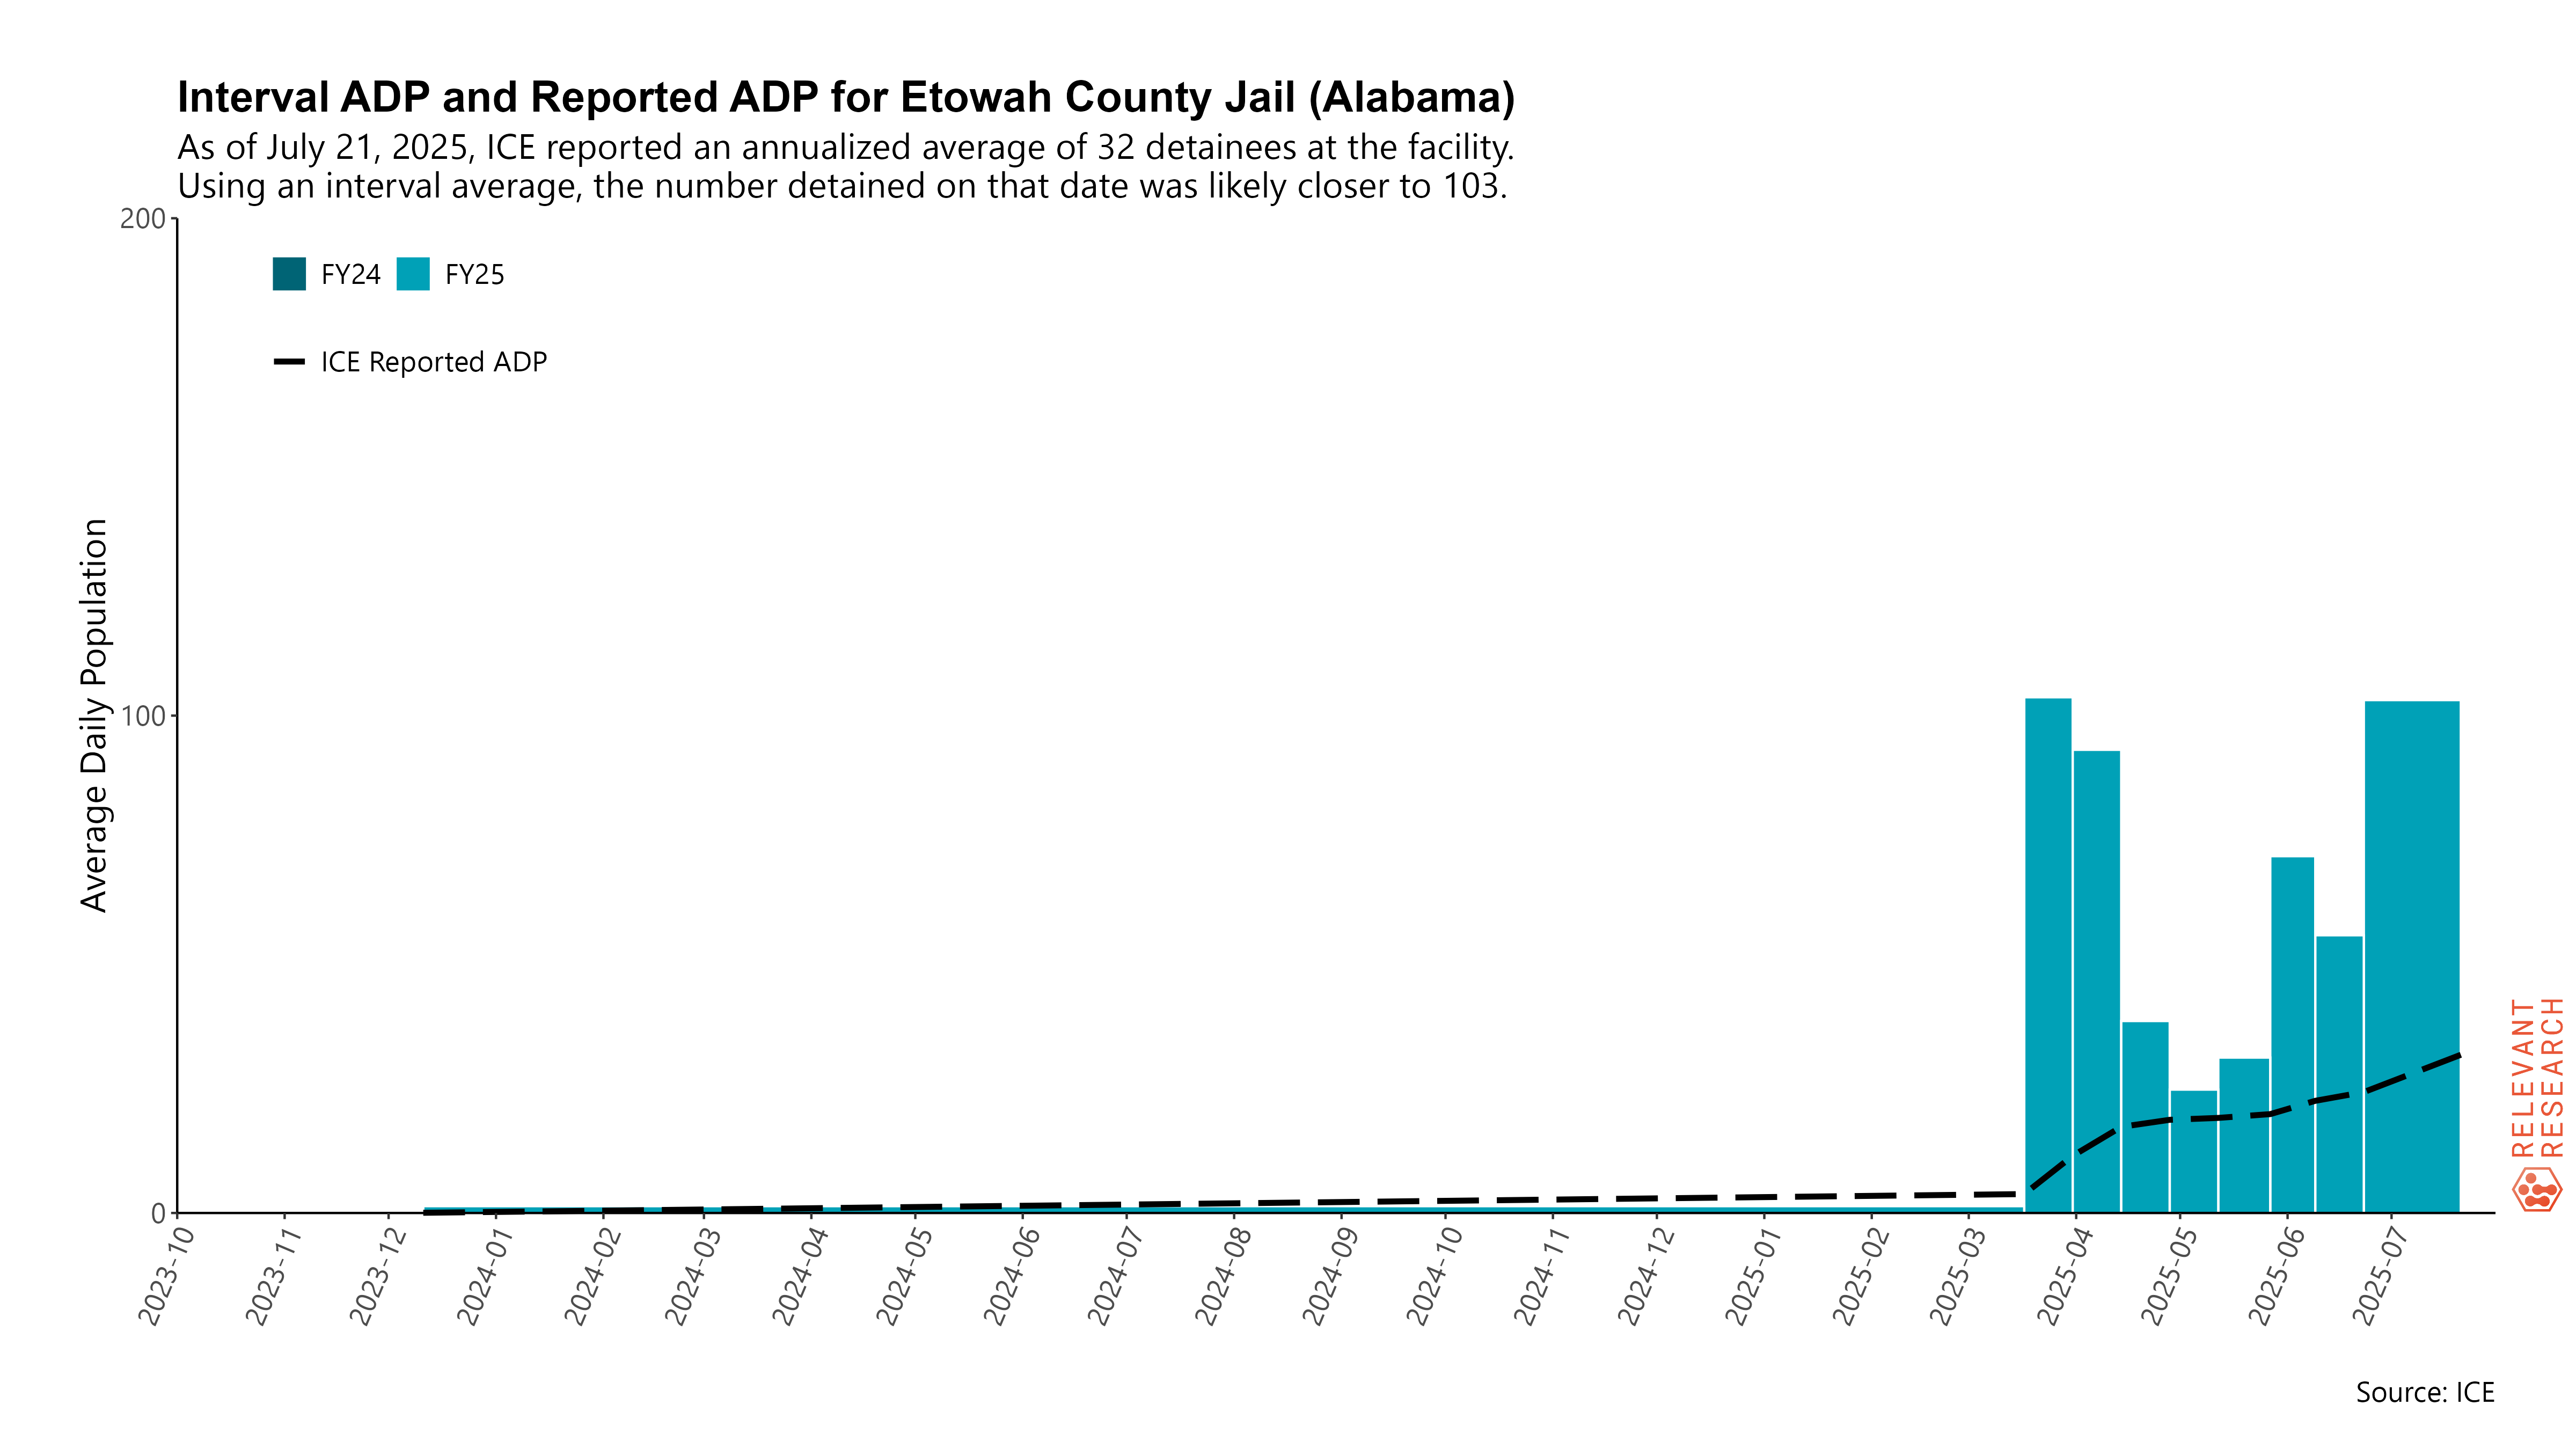 Interval ADP and Reported ADP for Etowah County Jail (Alabama)
As of July 21, 2025, ICE reported an annualized average of 32 detainees at the facility.
Using an interval average, the number detained on that date was likely closer to 103.
FY24 FY25
ICE Reported ADP
Average Daily Population
200
100
0
2023-10
2023-11
2023-12
2024-01
2024-02
2024-03
2024-04
2024-05
2024-06
2024-07
2024-08
2024-09
2024-10
2024-11
2024-12
2025-01
2025-02
2025-03
2025-04
2025-05
2025-06
2025-07
RELEVANT
RESEARCH
Source: ICE